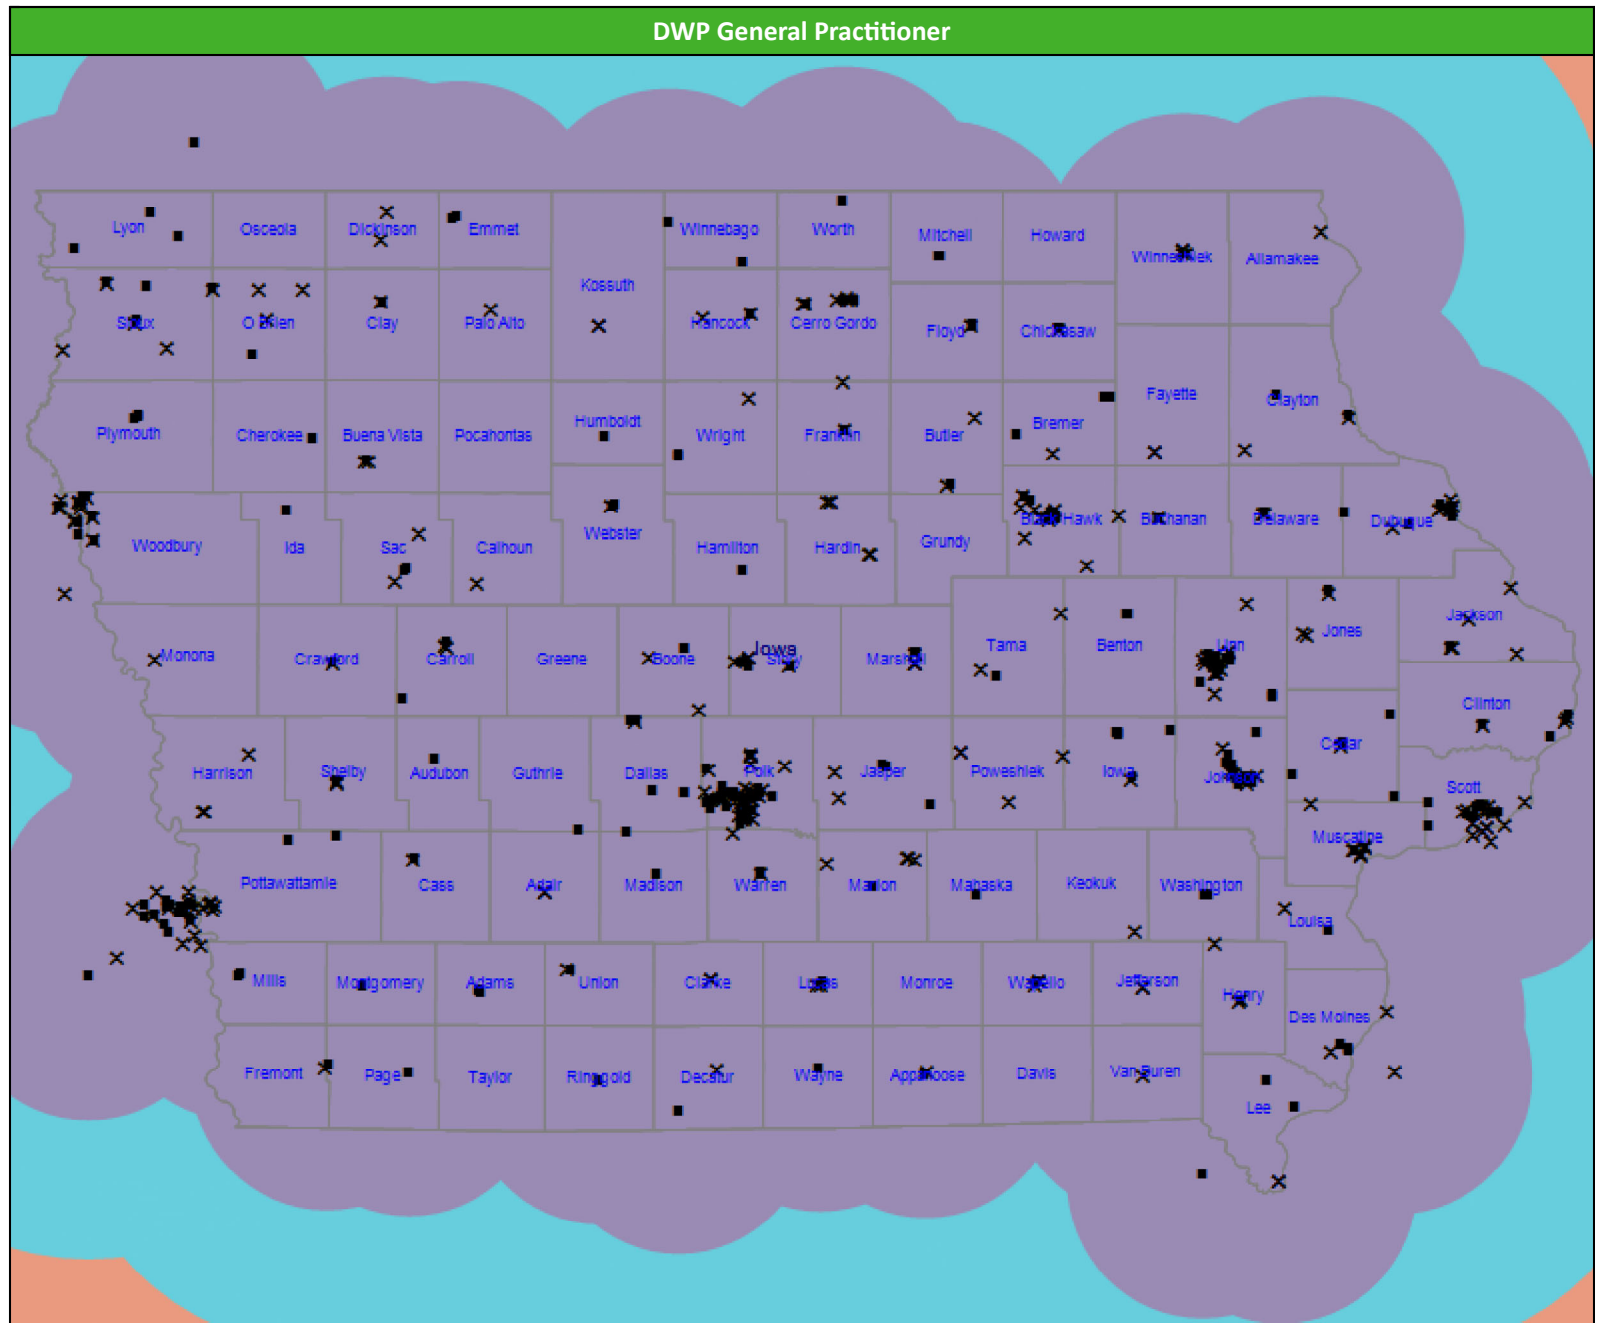 DWP General Practitioner
Lyon
Osceola
Dickinson
Emmet
Winnebago
Worth
Mitchell
Howard
Winneshiek
Allamakee
Kossuth
Sioux
O Brien
Clay
Palo Alto
Hancock
Cerro Gordo
Floyd
Chickasaw
Fayette
Clayton
Plymouth
Cherokee
Buena Vista
Pocahontas
Humboldt
Wright
Franklin
Butler
Bremer
Woodbury
Ida
Sac
Calhoun
Webster
Hamilton
Hardin
Grundy
Black Hawk
Buchanan
Delaware
Dubuque
Monona
Crawford
Carroll
Greene
Boone
Iowa
Story
Marshall
Tama
Benton
Linn
Jones
Jackson
Clinton
Harrison
Shelby
Audubon
Guthrie
Dallas
Polk
Jasper
Poweshiek
Iowa
Johnson
Cedar
Scott
Muscatine
Pottawattamie
Cass
Adair
Madison
Warren
Marion
Mahaska
Keokuk
Washington
Louisa
Mills
Montgomery
Adams
Union
Clarke
Lucas
Monroe
Wapello
Jefferson
Henry
Des Moines
Fremont
Page
Taylor
Ringgold
Decatur
Wayne
Appanoose
Davis
Van Buren
Lee